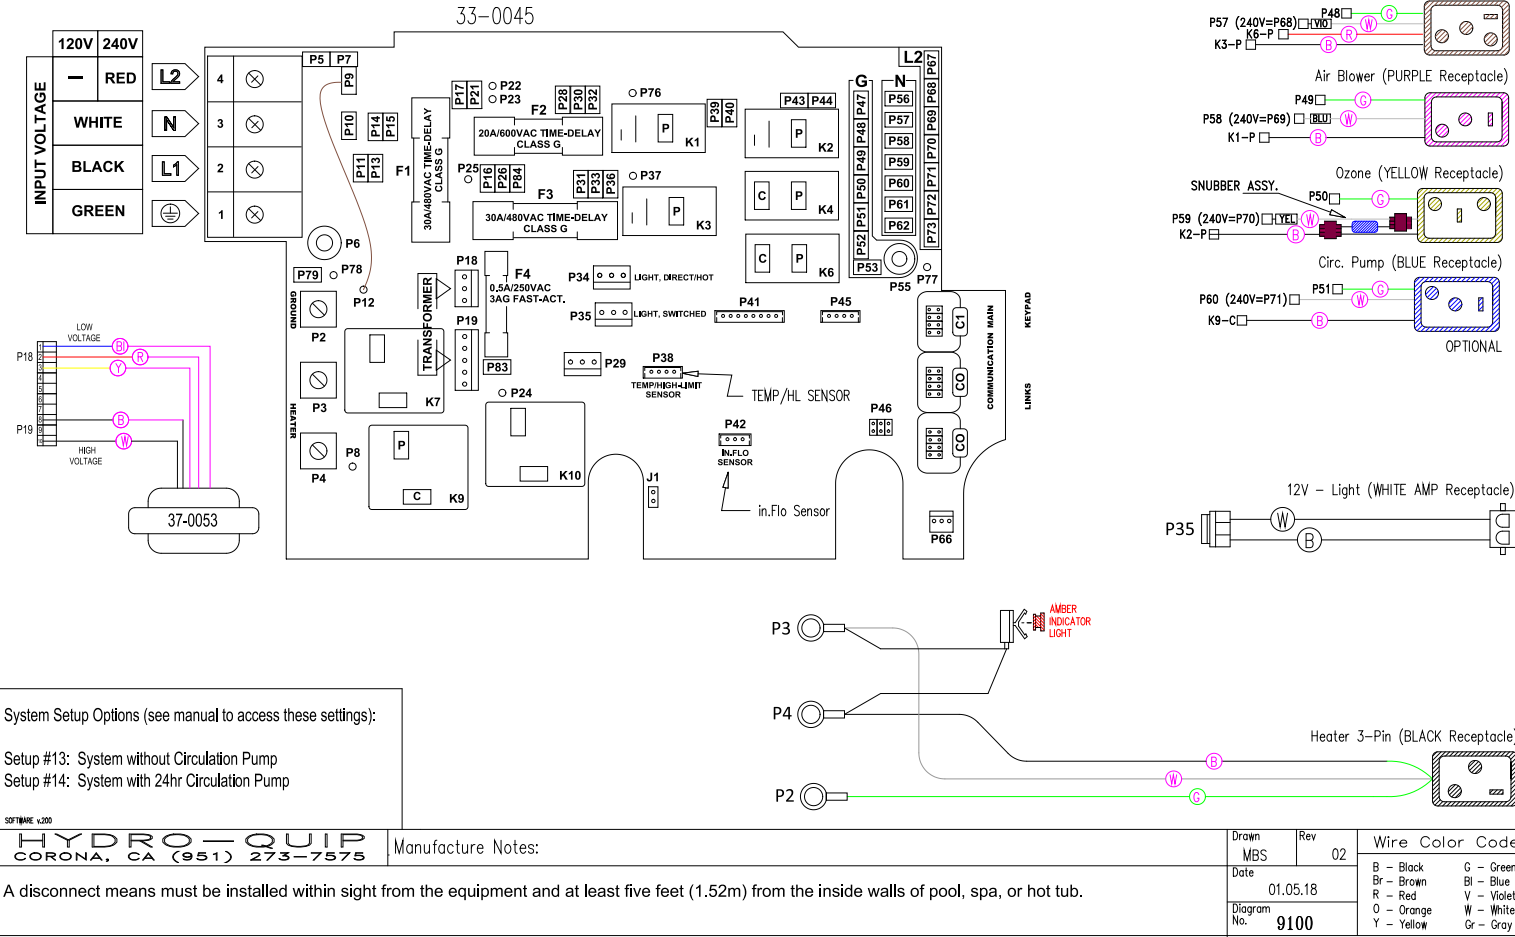 33-0045
120V 240V
INPUT VOLTAGE
— RED L2 4
WHITE N 3
BLACK L1 2
GREEN 1
P5 P7
P9
P10
P14
P15
P11
P13
P6
P79 P78
P12
GROUND
P2
P3
HEATER
P4
P8
F1
30A/480VAC TIME-DELAY
CLASS G
P17
P21
P22
P23
F2
20A/600VAC TIME-DELAY
CLASS G
P28
P30
P32
P25
P16
P26
P84
F3
30A/480VAC TIME-DELAY
CLASS G
P31
P33
P36
P76
P K1
P39
P40
P37
P K3
P43 P44
P K2
C P K4
C P K6
G N L2
P47
P48
P49
P50
P51
P52
P53
P56
P57
P58
P59
P60
P61
P62
P67
P68
P69
P70
P71
P72
P73
P55
P77
P18
TRANSFORMER
P19
F4
0.5A/250VAC
3AG FAST-ACT.
P83
P34 LIGHT, DIRECT/HOT
P35 LIGHT, SWITCHED
P29
P41
P45
P38
TEMP/HIGH-LIMIT
SENSOR
TEMP/HL SENSOR
P42
IN.FLO
SENSOR
in.Flo Sensor
P46
C1
CO
CO
COMMUNICATION MAIN
KEYPAD
LINKS
K7
P24
K10
P
C K9
J1
P66
LOW
VOLTAGE
P18
1
2
3
4
5
6
7
8
9
P19
HIGH
VOLTAGE
Bl
R
Y
B
W
37-0053
P48 G
P57 (240V=P68) VIO W
K6-P R
K3-P B
Air Blower (PURPLE Receptacle)
P49 G
P58 (240V=P69) BLU W
K1-P B
Ozone (YELLOW Receptacle)
SNUBBER ASSY.
P50 G
P59 (240V=P70) YEL W
K2-P B
Circ. Pump (BLUE Receptacle)
P51 G
P60 (240V=P71) W
K9-C B
OPTIONAL
12V – Light (WHITE AMP Receptacle)
P35 W
B
P3
AMBER
INDICATOR
LIGHT
P4
Heater 3-Pin (BLACK Receptacle)
B
W
P2 G
System Setup Options (see manual to access these settings):
Setup #13: System without Circulation Pump
Setup #14: System with 24hr Circulation Pump
SOFTWARE v.200
HYDRO-QUIP
CORONA, CA (951) 273-7575
Manufacture Notes:
A disconnect means must be installed within sight from the equipment and at least five feet (1.52m) from the inside walls of pool, spa, or hot tub.
Drawn
MBS
Rev
02
Date
01.05.18
Diagram
No. 9100
Wire Color Code
B – Black G – Green
Br – Brown Bl – Blue
R – Red V – Violet
O – Orange W – White
Y – Yellow Gr – Gray